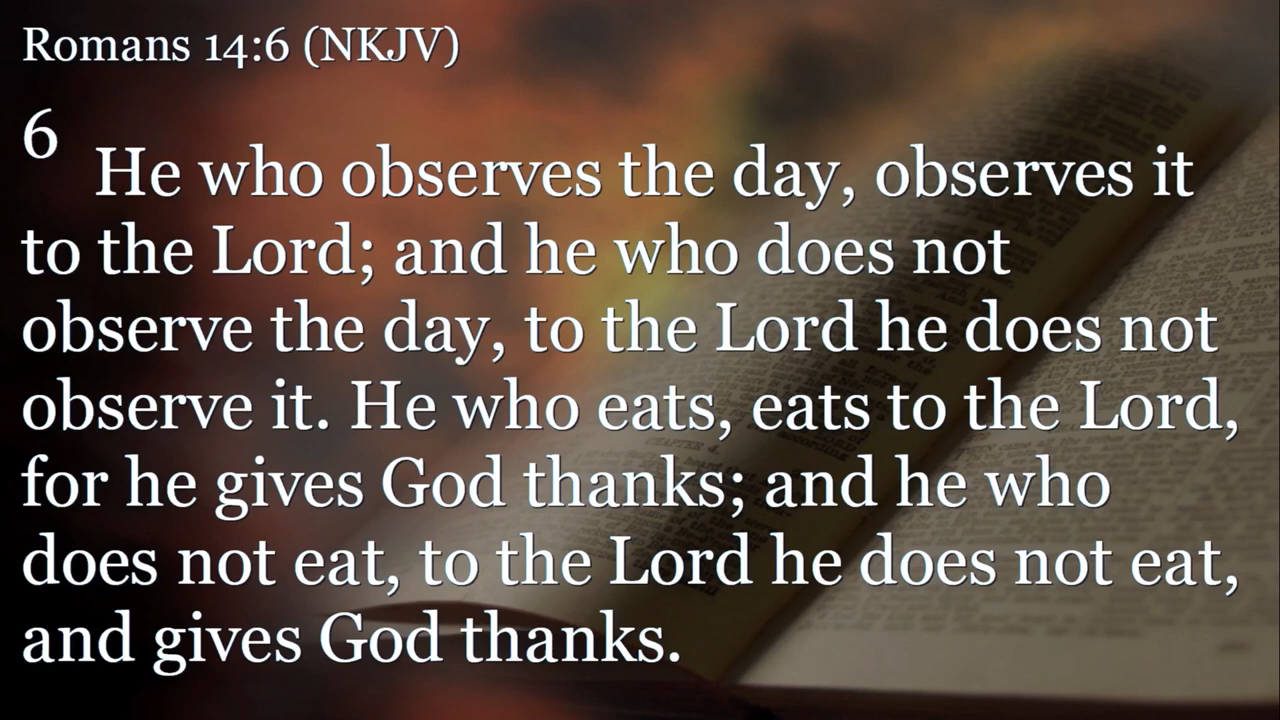 Romans 14:6 (NKJV)
6 He who observes the day, observes it
to the Lord; and he who does not
observe the day, to the Lord he does not
observe it. He who eats, eats to the Lord,
for he gives God thanks; and he who
does not eat, to the Lord he does not eat,
and gives God thanks.